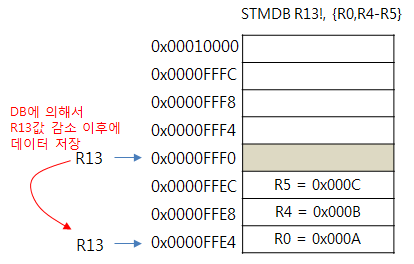 STMDB R13!, {R0,R4-R5}
0x00010000
0x0000FFFC
0x0000FFF8
DB에 의해서
R13값 감소 이후에
데이터 저장
0x0000FFF4
R13 0x0000FFF0
0x0000FFEC R5 = 0x000C
0x0000FFE8 R4 = 0x000B
R13 0x0000FFE4 R0 = 0x000A